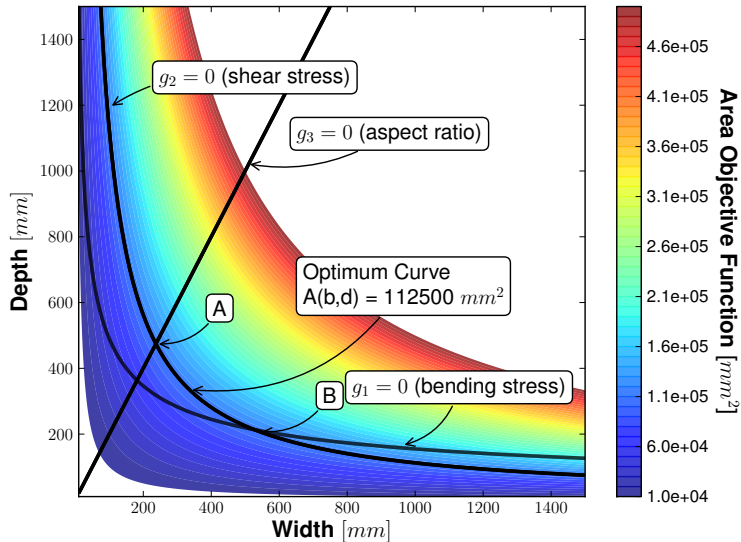 1400
1200
1000
800
600
400
200
Depth [mm]
200
400
600
800
1000
1200
1400
Width [mm]
g₂ = 0 (shear stress)
g₃ = 0 (aspect ratio)
Optimum Curve
A(b,d) = 112500 mm²
A
B
g₁ = 0 (bending stress)
4.6e+05
4.1e+05
3.6e+05
3.1e+05
2.6e+05
2.1e+05
1.6e+05
1.1e+05
6.0e+04
1.0e+04
Area Objective Function [mm²]